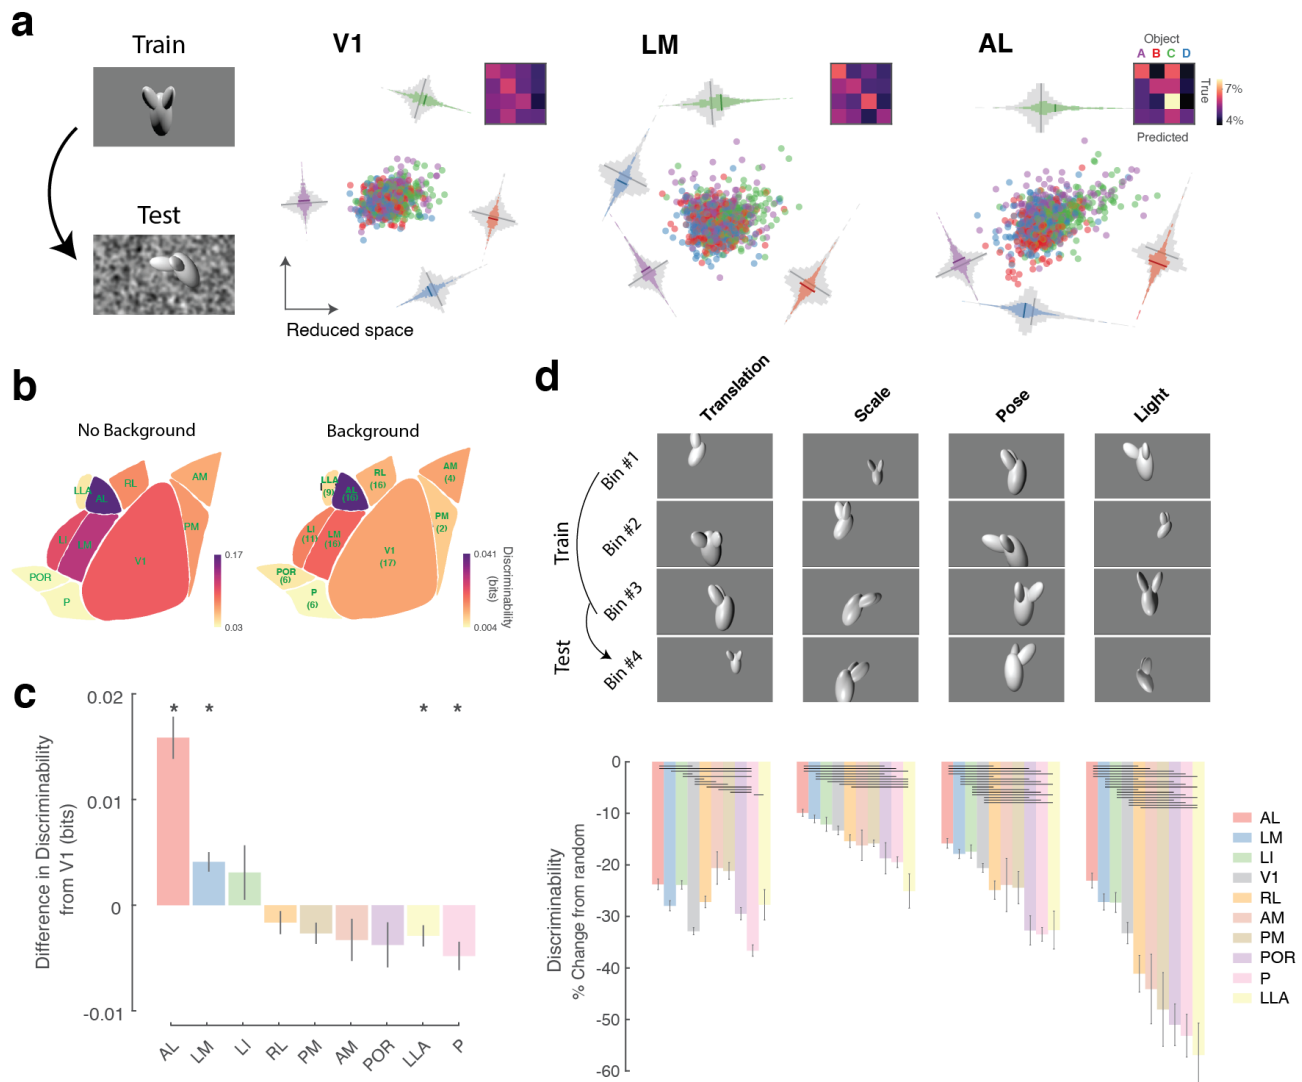 a
Train
Test
V1
LM
AL
Object
A B C D
True
7%
4%
Predicted
Reduced space
b
No Background
LLA
AL
RL
AM
LI
LM
PM
V1
POR
P
0.17
0.03
Background
LLA
(9)
AL
(16)
RL
(16)
AM
(4)
LI
(11)
LM
(16)
PM
(2)
V1
(17)
POR
(6)
P
(6)
0.041
0.004
Discriminability
(bits)
c
Difference in Discriminability
from V1 (bits)
0.02
0.01
0
-0.01
* * * *
AL LM LI RL PM AM POR LLA P
d
Translation Scale Pose Light
Train
Test
Bin #1
Bin #2
Bin #3
Bin #4
Discriminability
% Change from random
0
-10
-20
-30
-40
-50
-60
AL
LM
LI
V1
RL
AM
PM
POR
P
LLA